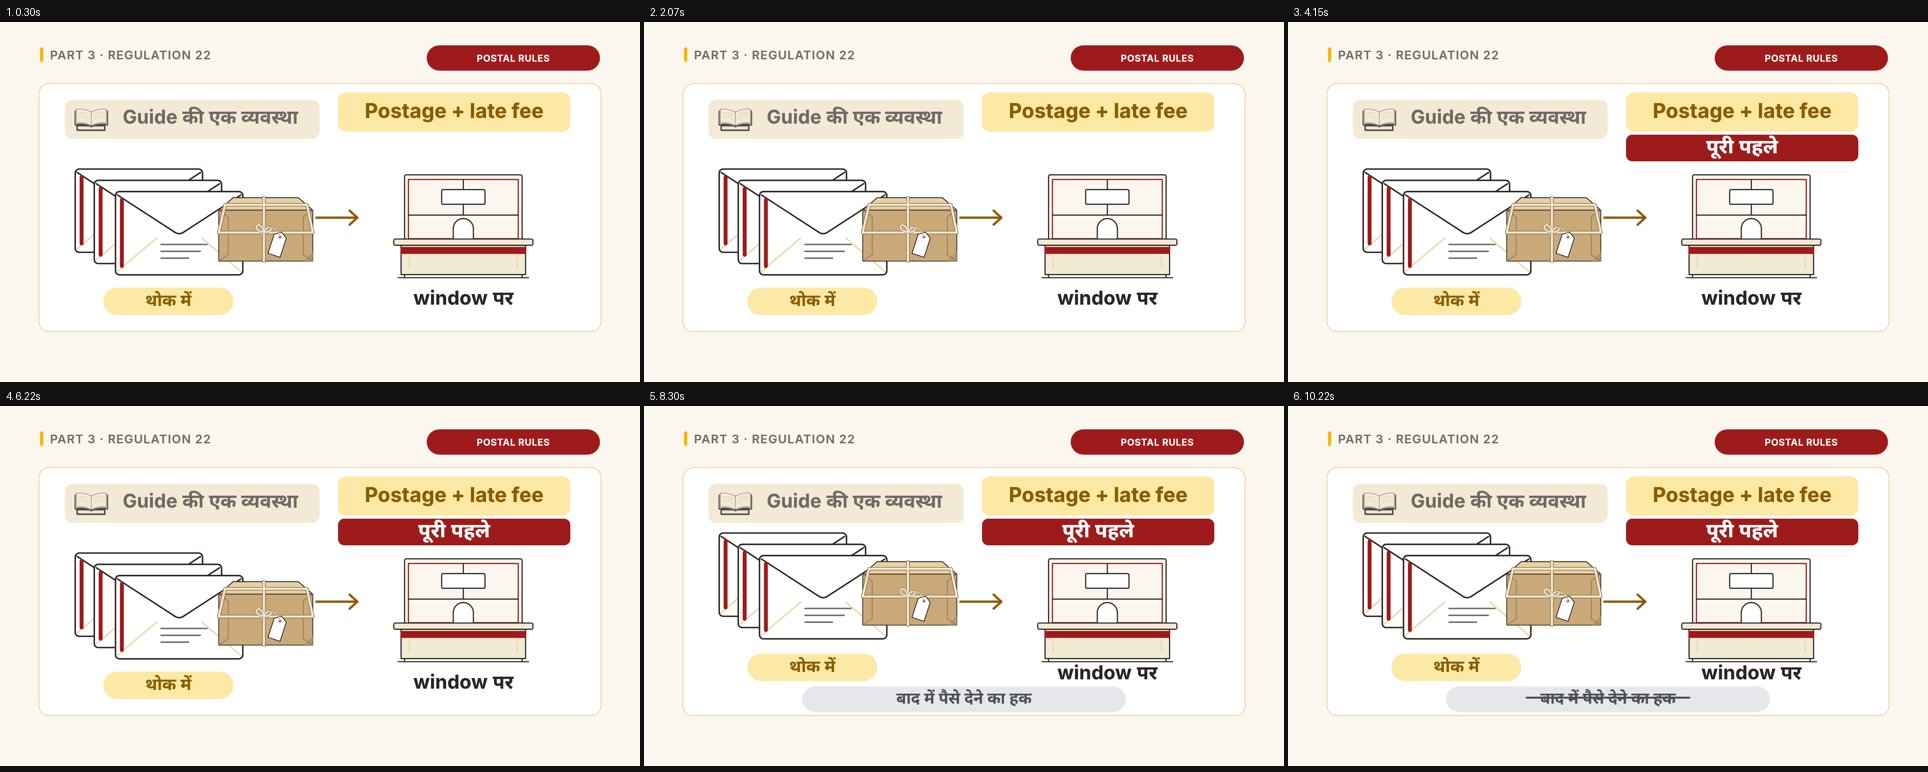 1. 0.30s
PART 3 · REGULATION 22
POSTAL RULES
Guide की एक व्यवस्था
Postage + late fee
थोक में
window पर
2. 2.07s
PART 3 · REGULATION 22
POSTAL RULES
Guide की एक व्यवस्था
Postage + late fee
थोक में
window पर
3. 4.15s
PART 3 · REGULATION 22
POSTAL RULES
Guide की एक व्यवस्था
Postage + late fee
पूरी पहले
थोक में
window पर
4. 6.22s
PART 3 · REGULATION 22
POSTAL RULES
Guide की एक व्यवस्था
Postage + late fee
पूरी पहले
थोक में
window पर
5. 8.30s
PART 3 · REGULATION 22
POSTAL RULES
Guide की एक व्यवस्था
Postage + late fee
पूरी पहले
थोक में
window पर
बाद में पैसे देने का हक
6. 10.22s
PART 3 · REGULATION 22
POSTAL RULES
Guide की एक व्यवस्था
Postage + late fee
पूरी पहले
थोक में
window पर
बाद में पैसे देने का हक